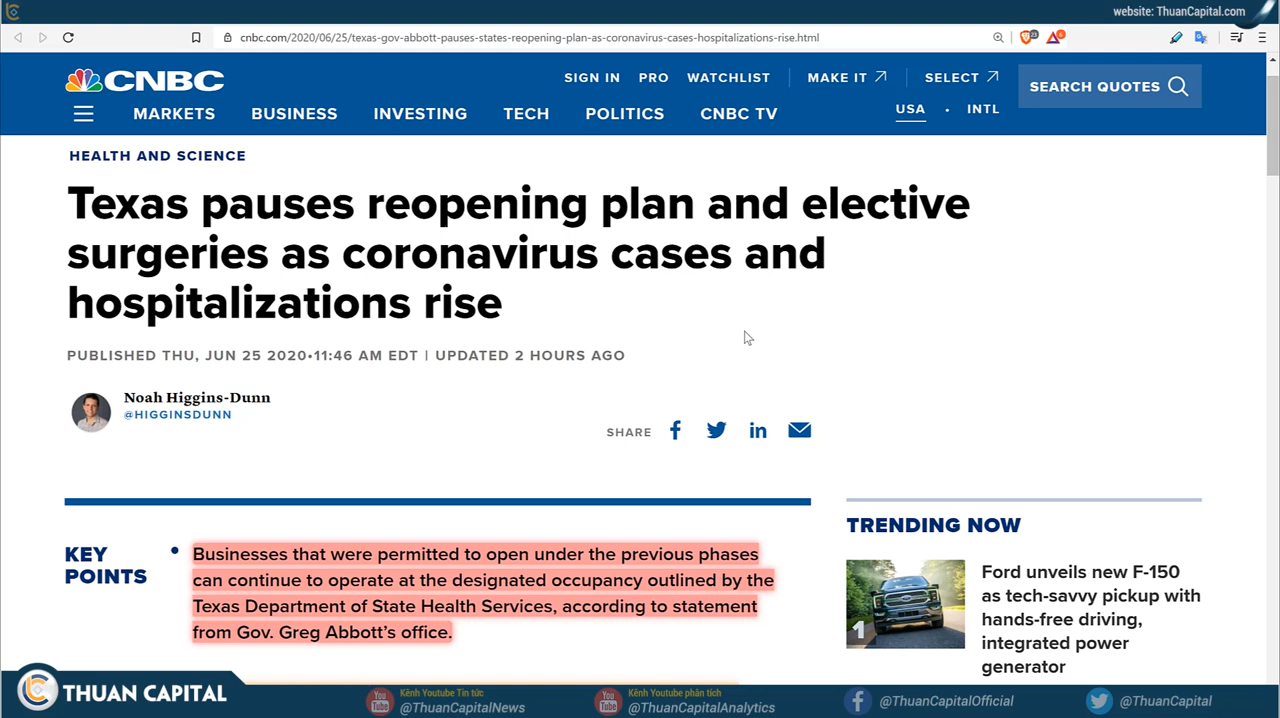 website: ThuanCapital.com
cnbc.com/2020/06/25/texas-gov-abbott-pauses-states-reopening-plan-as-coronavirus-cases-hospitalizations-rise.html
CNBC
SIGN IN PRO WATCHLIST MAKE IT SELECT
SEARCH QUOTES
USA · INTL
MARKETS BUSINESS INVESTING TECH POLITICS CNBC TV
HEALTH AND SCIENCE
Texas pauses reopening plan and elective
surgeries as coronavirus cases and
hospitalizations rise
PUBLISHED THU, JUN 25 2020•11:46 AM EDT | UPDATED 2 HOURS AGO
Noah Higgins-Dunn
@HIGGINSDUNN
SHARE
KEY
POINTS
• Businesses that were permitted to open under the previous phases
can continue to operate at the designated occupancy outlined by the
Texas Department of State Health Services, according to statement
from Gov. Greg Abbott’s office.
TRENDING NOW
1
Ford unveils new F-150
as tech-savvy pickup with
hands-free driving,
integrated power
generator
THUAN CAPITAL
You Tube
Kênh Youtube Tin tức
@ThuanCapitalNews
You Tube
Kênh Youtube phân tích
@ThuanCapitalAnalytics
@ThuanCapitalOfficial
@ThuanCapital